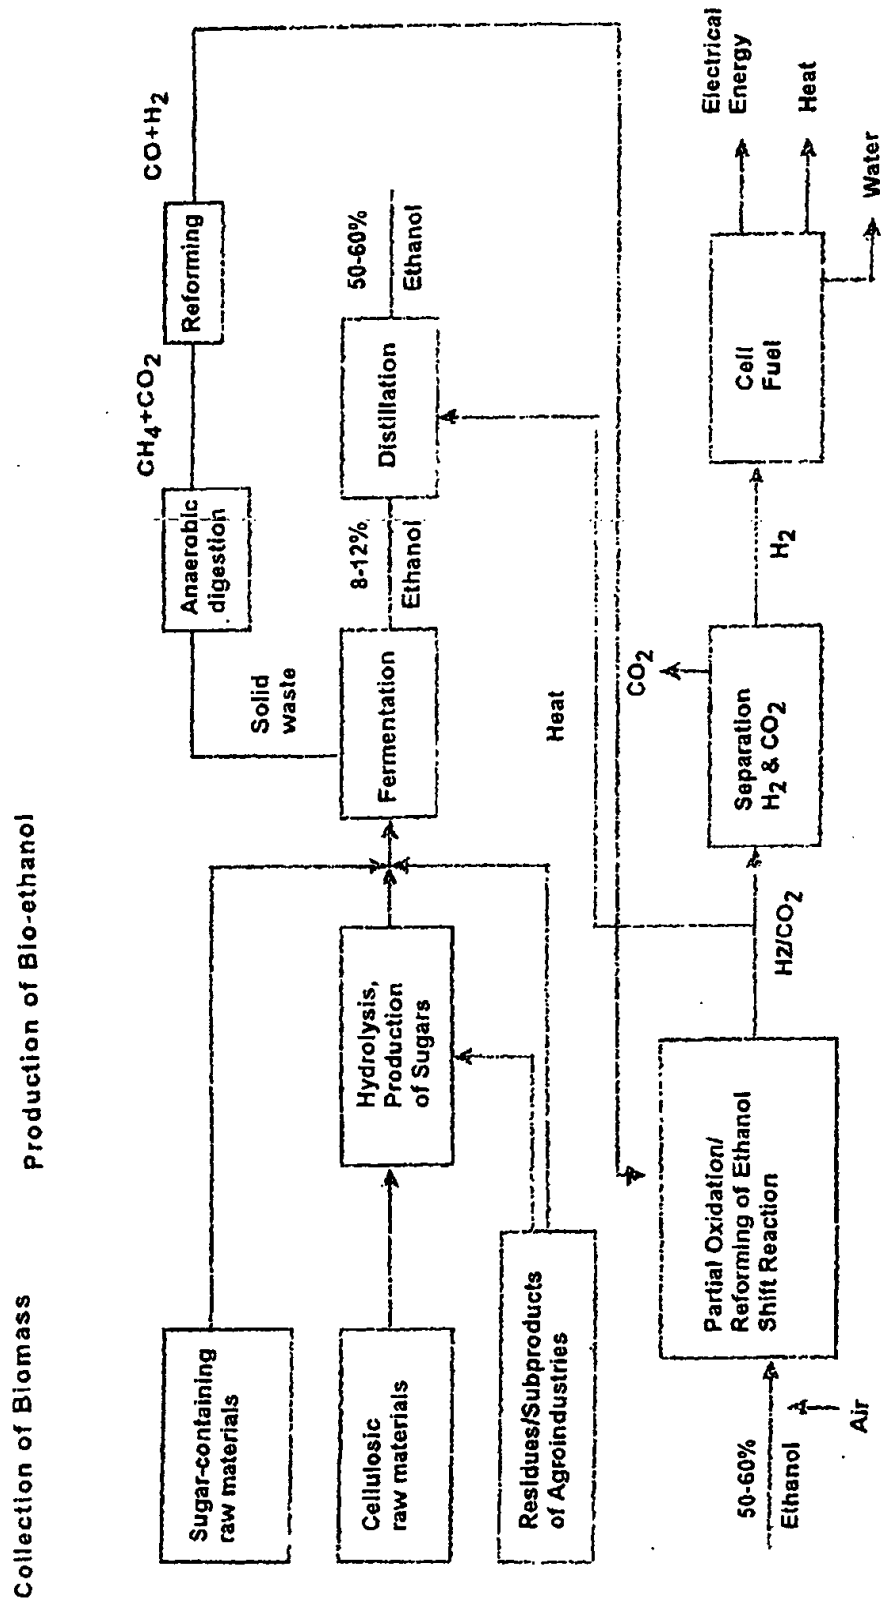 Collection of Biomass
Production of Bio-ethanol
Sugar-containing
raw materials
Cellulosic
raw materials
Residues/Subproducts
of Agroindustries
Hydrolysis,
Production
of Sugars
Fermentation
Solid
waste
Anaerobic
digestion
CH4+CO2
Reforming
CO+H2
8-12%
Ethanol
Distillation
50-60%
Ethanol
Heat
50-60%
Ethanol
Air
Partial Oxidation/
Reforming of Ethanol
Shift Reaction
H2/CO2
Separation
H2 & CO2
CO2
H2
Cell
Fuel
Electrical
Energy
Heat
Water